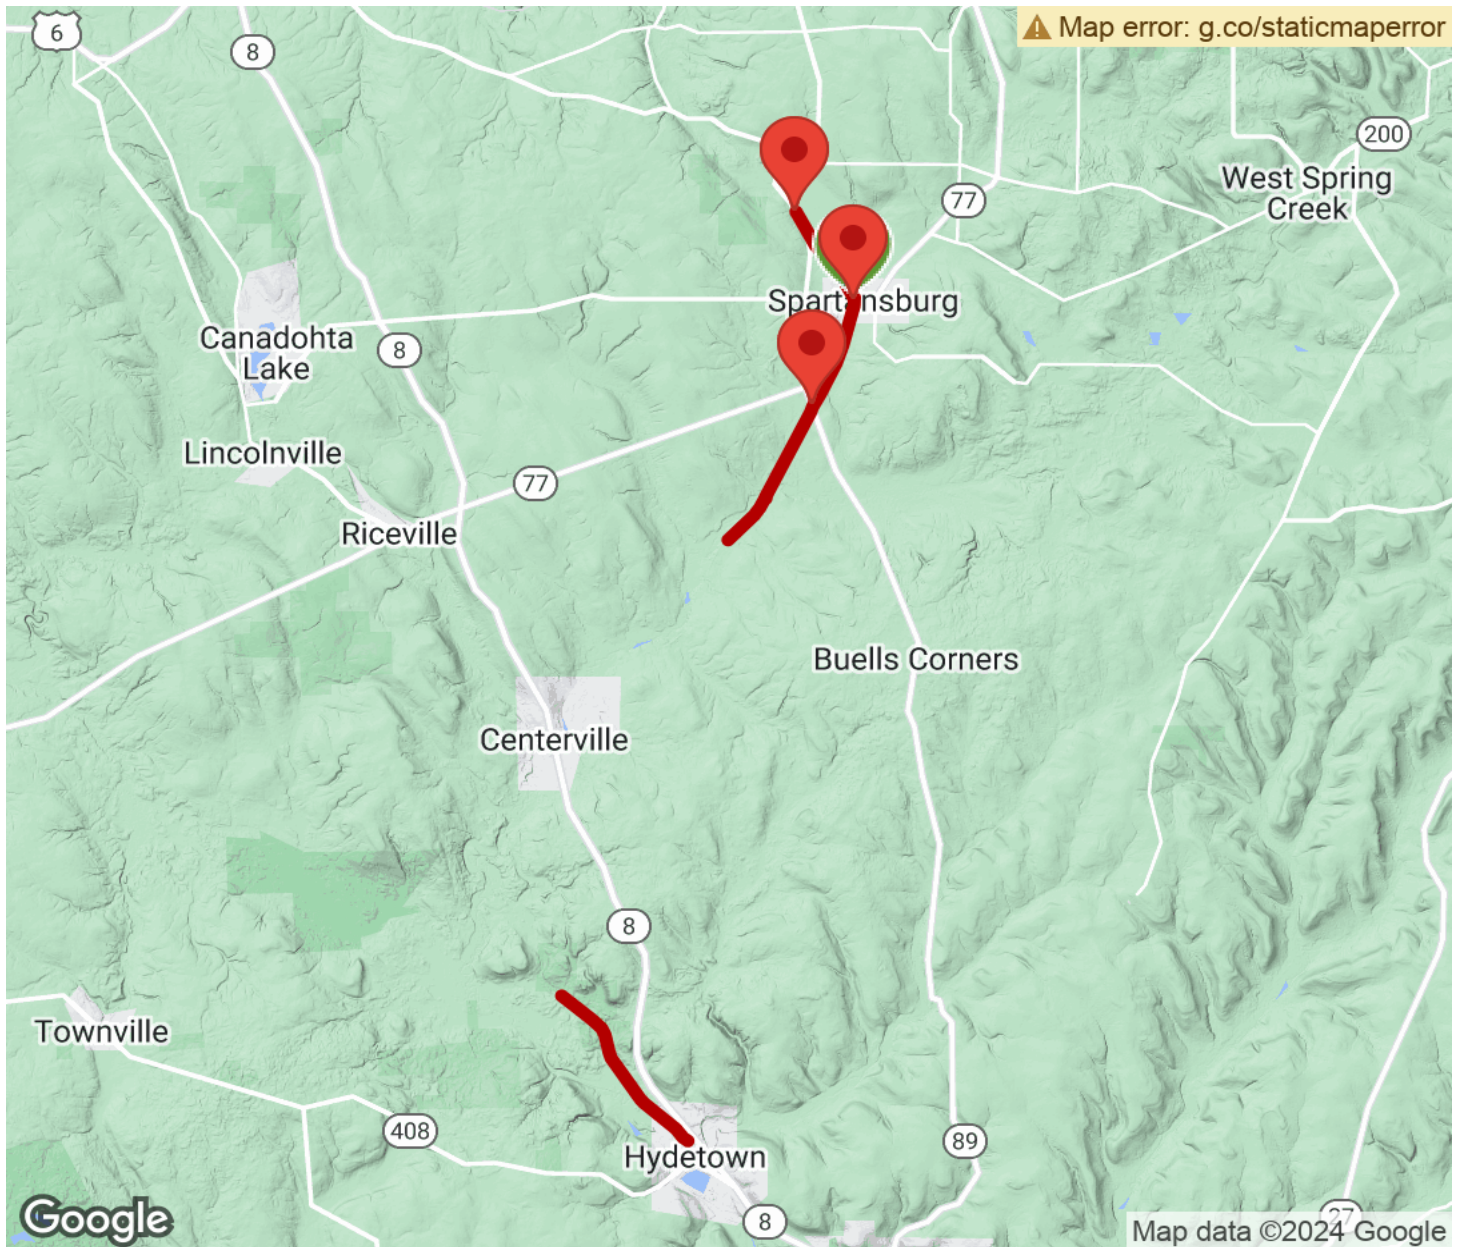 Map error: g.co/staticmaperror
6
8
200
West Spring
Creek
77
Spartansburg
Canadohta
Lake
8
Lincolnville
77
Riceville
Buells Corners
Centerville
8
Townville
408
89
Hydetown
8
27
Google
Map data ©2024 Google